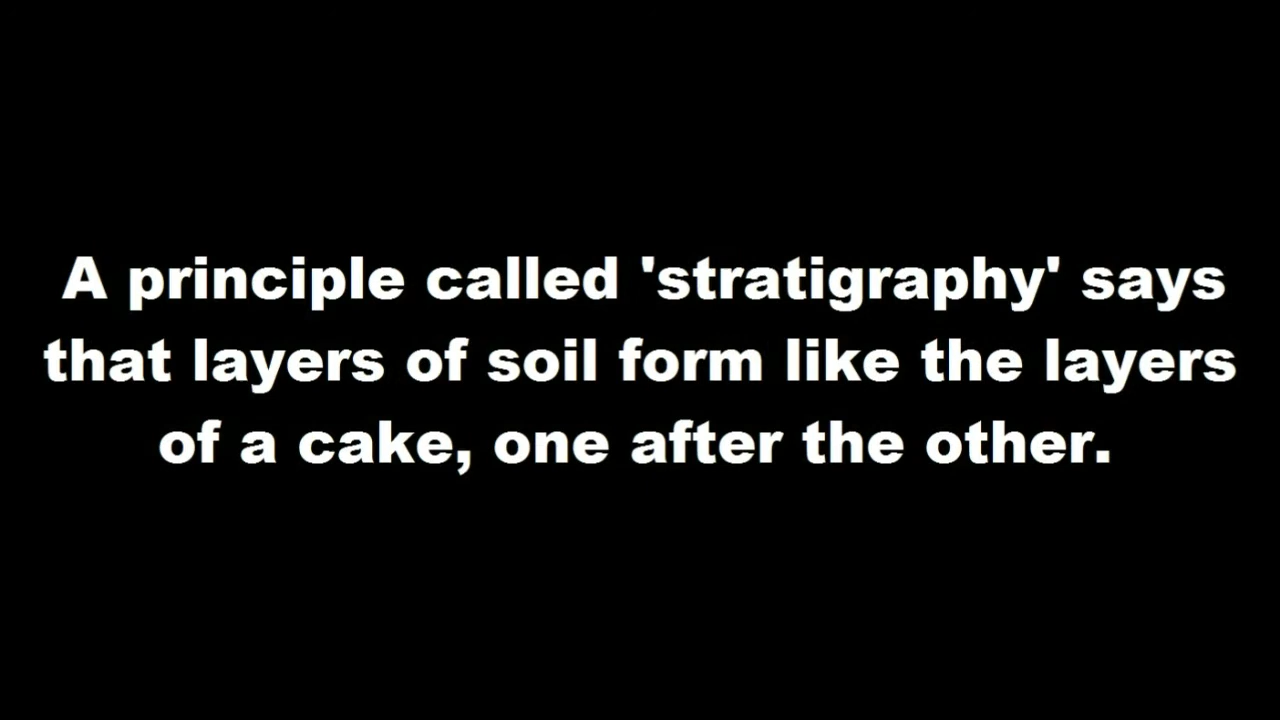 A principle called 'stratigraphy' says
that layers of soil form like the layers
of a cake, one after the other.